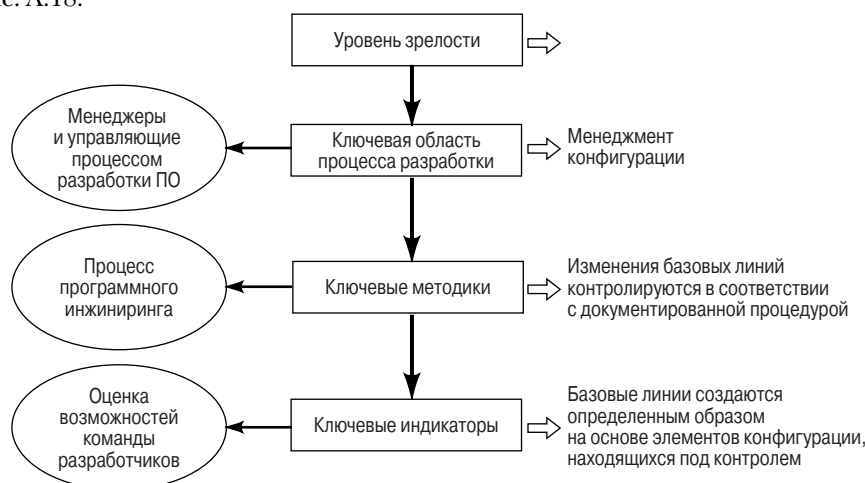 ис. А.18.
Уровень зрелости
Менеджеры
и управляющие
процессом
разработки ПО
Ключевая область
процесса разработки
Менеджмент
конфигурации
Процесс
программного
инжиниринга
Ключевые методики
Изменения базовых линий
контролируются в соответствии
с документированной процедурой
Оценка
возможностей
команды
разработчиков
Ключевые индикаторы
Базовые линии создаются
определенным образом
на основе элементов конфигурации,
находящихся под контролем